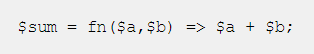 $sum = fn($a,$b) => $a + $b;